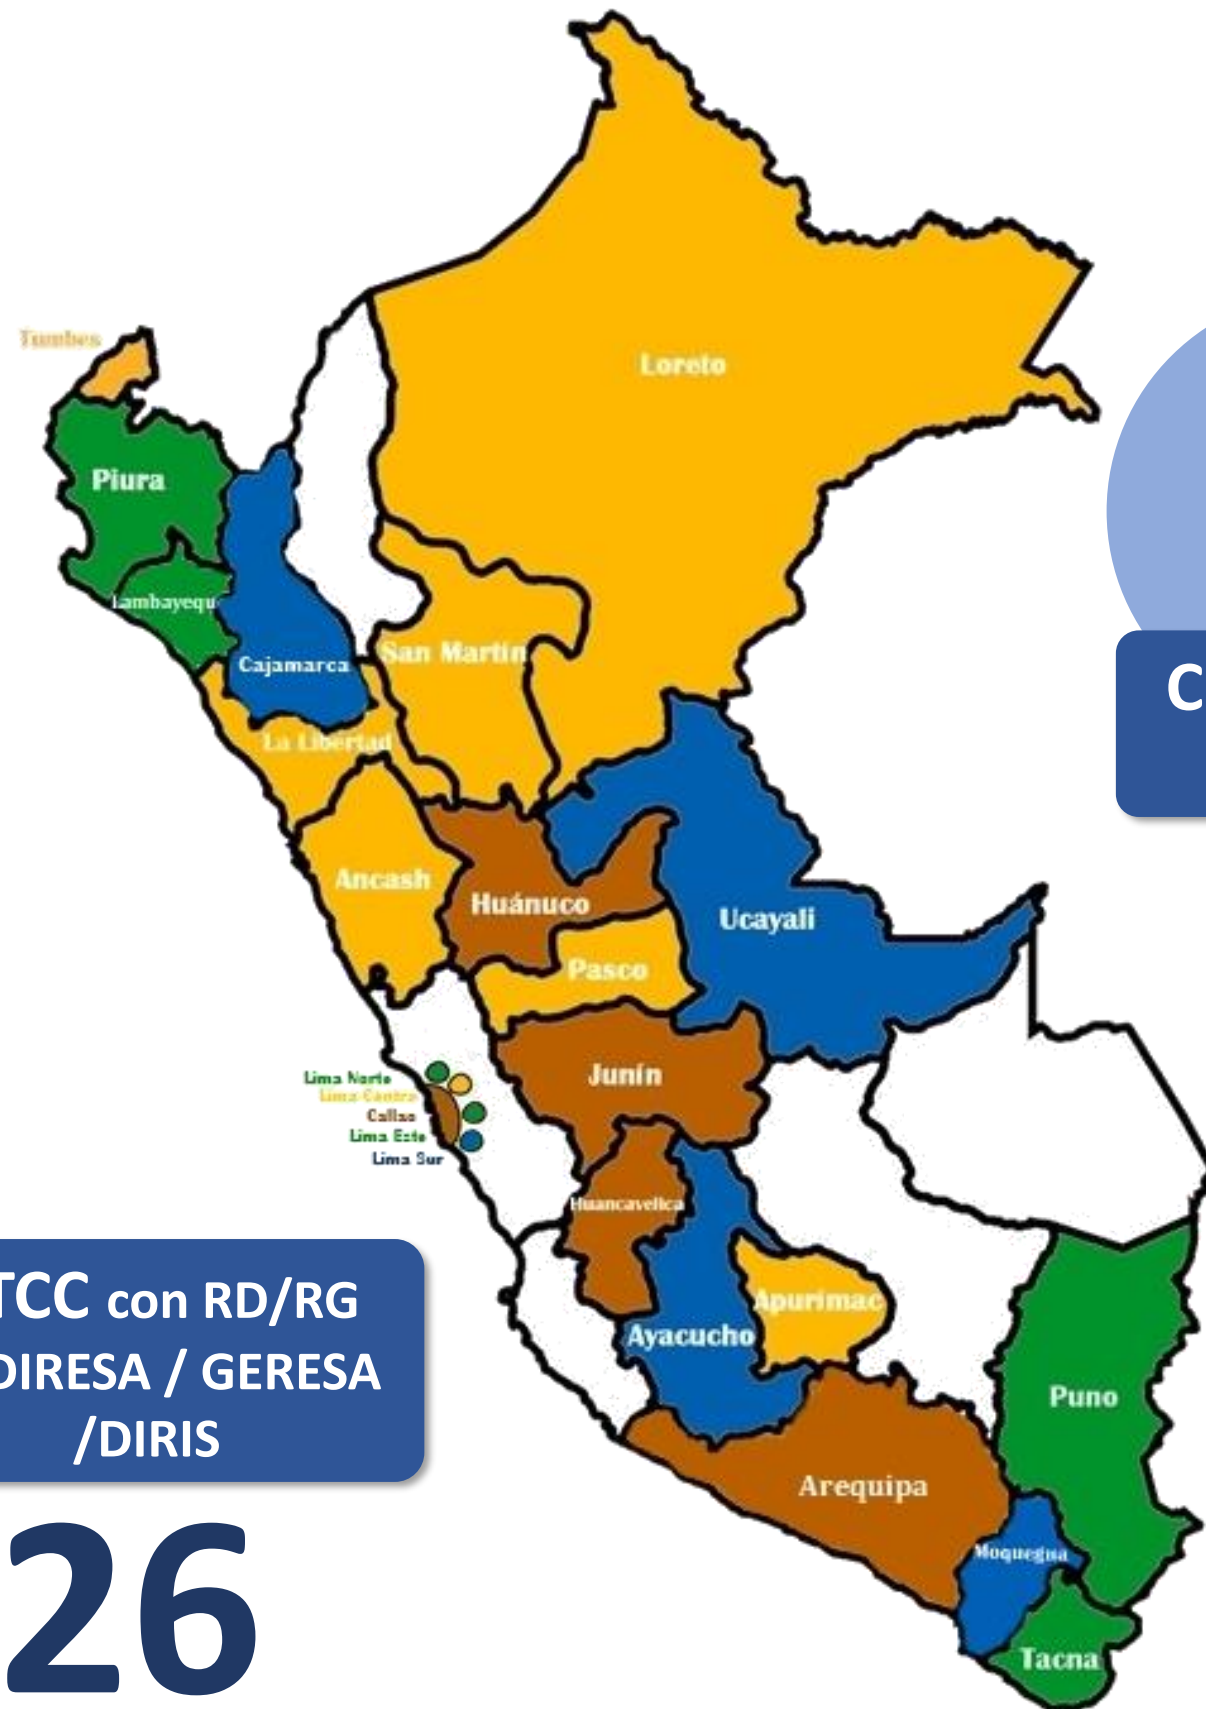 Tumbes
Loreto
Piura
Lambayequ
Cajamarca
San Martín
C
La Libertad
Ancash
Huánuco
Ucayali
Pasco
Junín
Lima Norte
Lima Centro
Callao
Lima Este
Lima Sur
Huancavelica
TCC con RD/RG
DIRESA / GERESA
/DIRIS
Apurímac
Ayacucho
Puno
Arequipa
Moquegua
Tacna
26